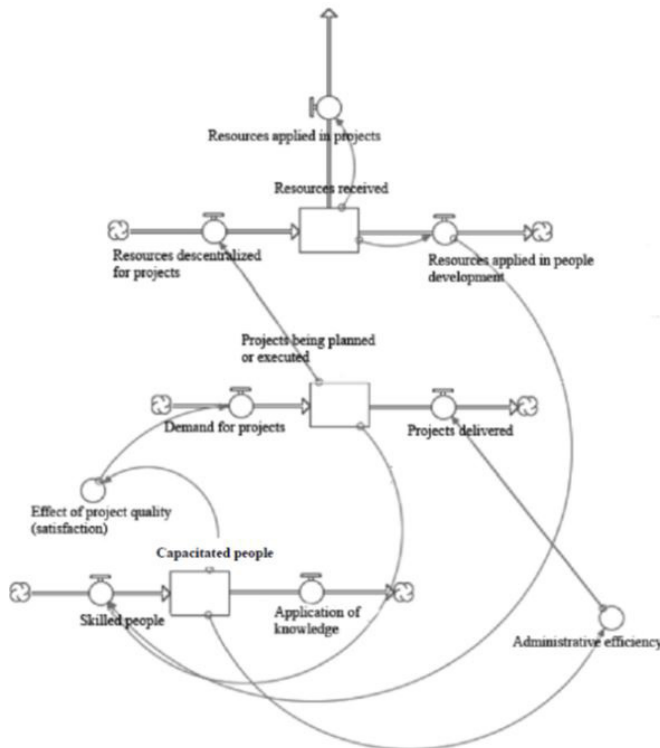 Resources applied in projects
Resources received
Resources descentralized
for projects
Resources applied in people
development
Projects being planned
or executed
Demand for projects
Projects delivered
Effect of project quality
(satisfaction)
Capacitated people
Skilled people
Application of
knowledge
Administrative efficiency